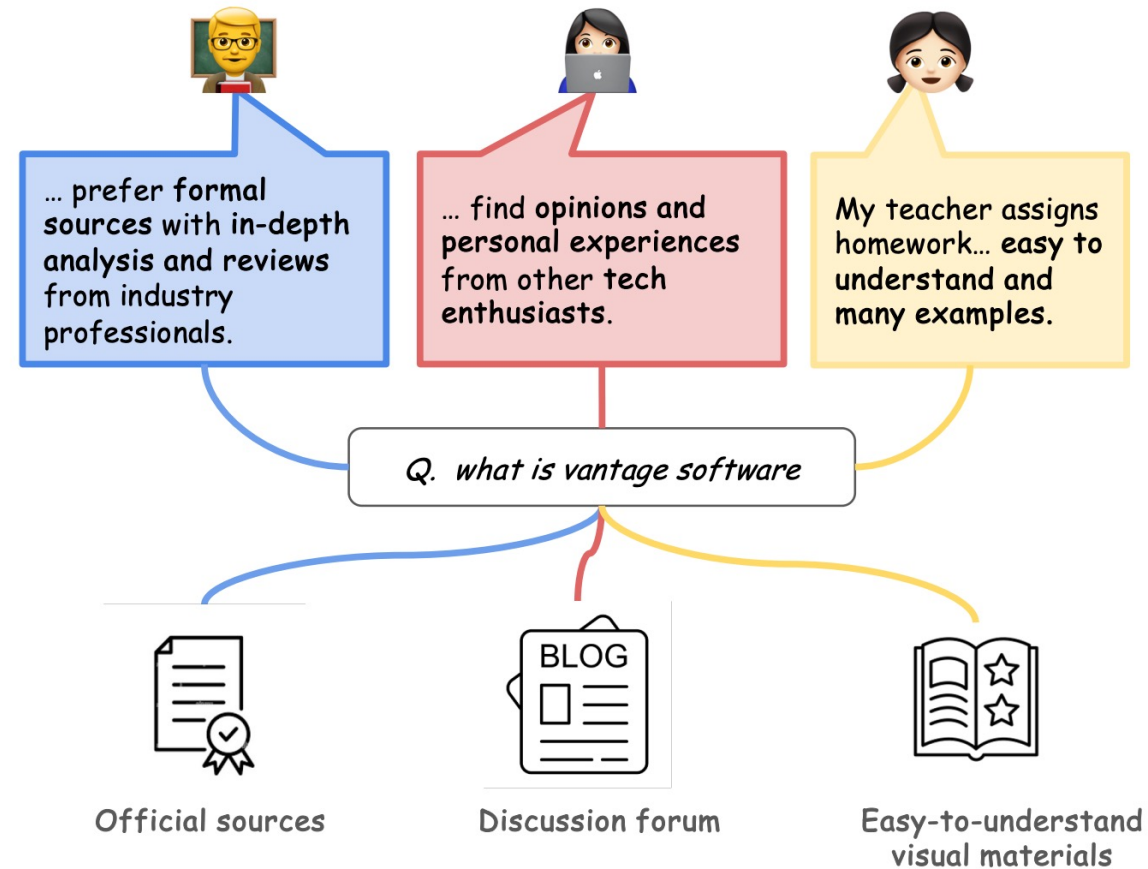 ... prefer formal
sources with in-depth
analysis and reviews
from industry
professionals.
... find opinions and
personal experiences
from other tech
enthusiasts.
My teacher assigns
homework... easy to
understand and
many examples.
Q. what is vantage software
BLOG
Official sources
Discussion forum
Easy-to-understand
visual materials